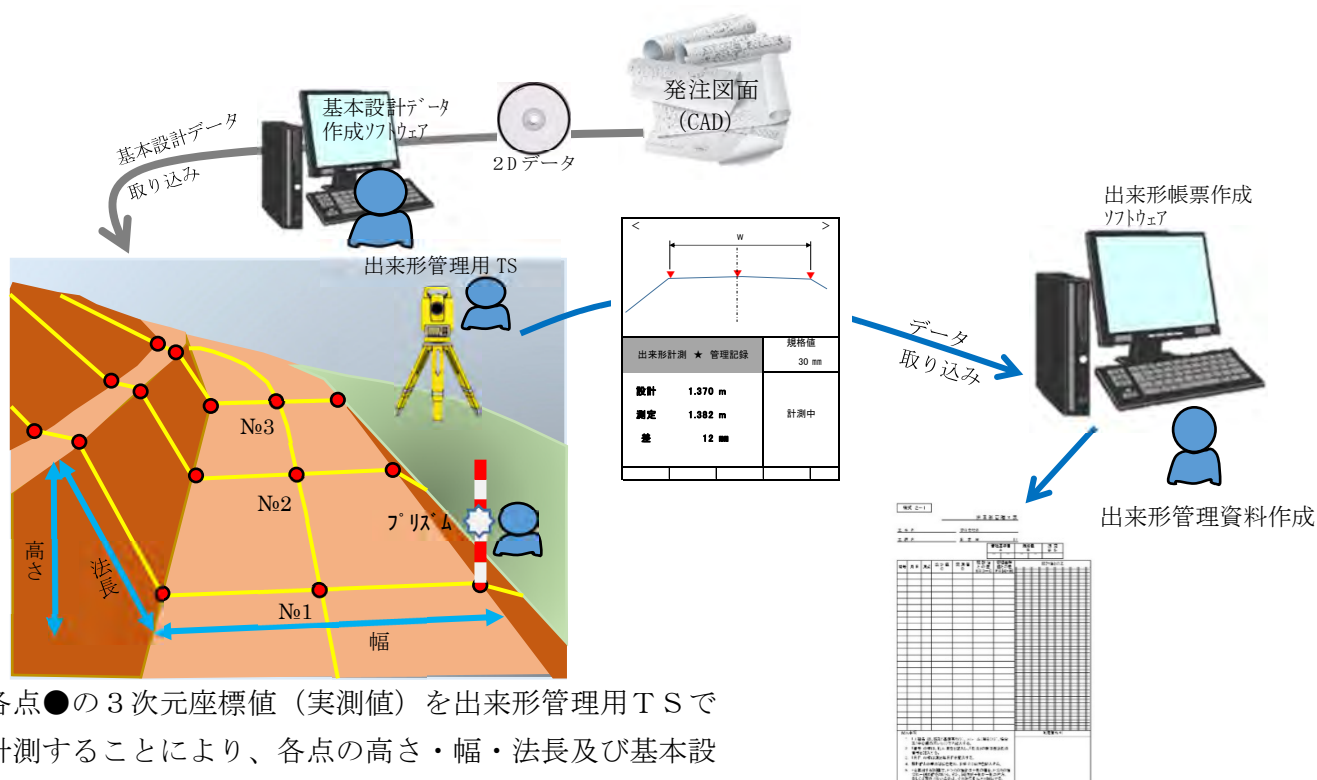 発注図面
(CAD)
基本設計ﾃﾞｰﾀ
作成ｿﾌﾄｳｪｱ
2Dデータ
基本設計データ
取り込み
出来形管理用 TS
出来形帳票作成
ｿﾌﾄｳｪｱ
< >
W
出来形計測 ★ 管理記録
規格値
30 ㎜
設計 1.370 m
測定 1.382 m
差 12 ㎜
計測中
データ
取り込み
№3
№2
№1
ﾌﾟﾘｽﾞﾑ
高さ
法長
幅
出来形管理資料作成
各点●の３次元座標値（実測値）を出来形管理用ＴＳで
計測することにより、各点の高さ・幅・法長及び基本設